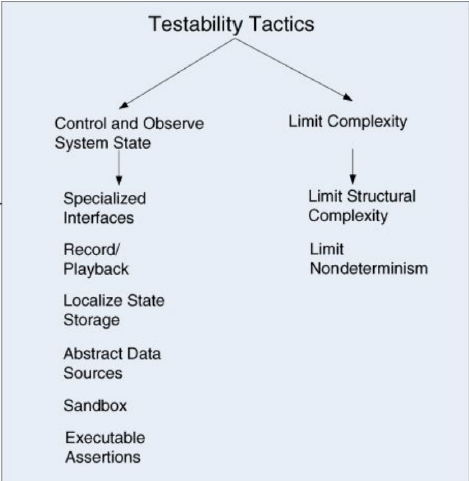 Testability Tactics
Control and Observe
System State
Specialized
Interfaces
Record/
Playback
Localize State
Storage
Abstract Data
Sources
Sandbox
Executable
Assertions
Limit Complexity
Limit Structural
Complexity
Limit
Nondeterminism